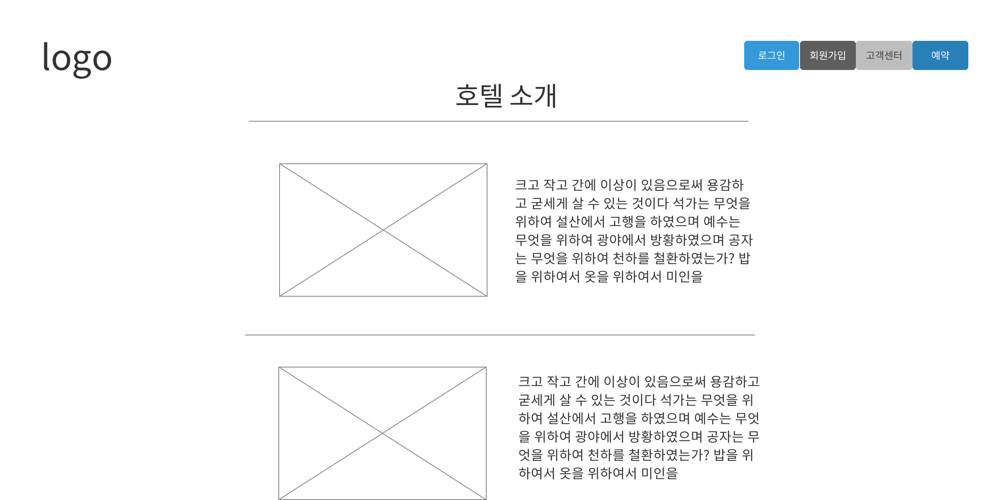 logo
로그인 회원가입 고객센터 예약
호텔 소개
크고 작고 간에 이상이 있음으로써 용감하
고 굳세게 살 수 있는 것이다 석가는 무엇을
위하여 설산에서 고행을 하였으며 예수는
무엇을 위하여 광야에서 방황하였으며 공자
는 무엇을 위하여 천하를 철환하였는가? 밥
을 위하여서 옷을 위하여서 미인을
크고 작고 간에 이상이 있음으로써 용감하고
굳세게 살 수 있는 것이다 석가는 무엇을 위
하여 설산에서 고행을 하였으며 예수는 무엇
을 위하여 광야에서 방황하였으며 공자는 무
엇을 위하여 천하를 철환하였는가? 밥을 위
하여서 옷을 위하여서 미인을